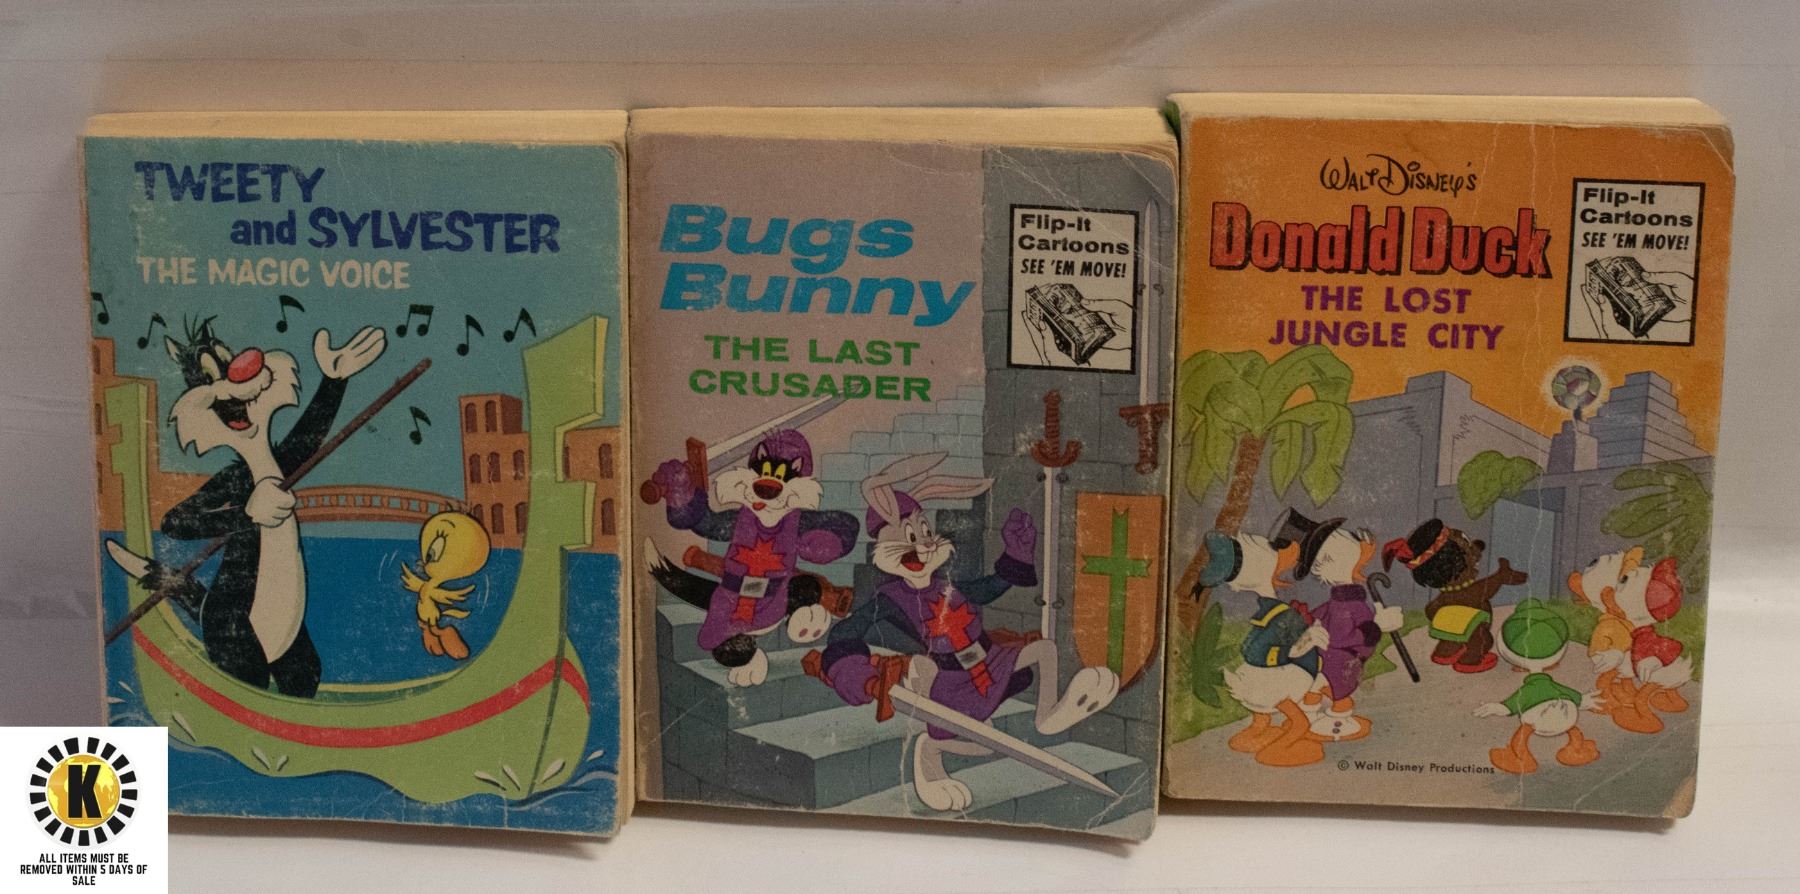 TWEETY
and SYLVESTER
THE MAGIC VOICE
Bugs
Bunny
THE LAST
CRUSADER
Flip-It
Cartoons
SEE 'EM MOVE!
WALT DISNEY'S
Donald Duck
THE LOST
JUNGLE CITY
Flip-It
Cartoons
SEE 'EM MOVE!
© Walt Disney Productions
K
ALL ITEMS MUST BE
REMOVED WITHIN 5 DAYS OF
SALE